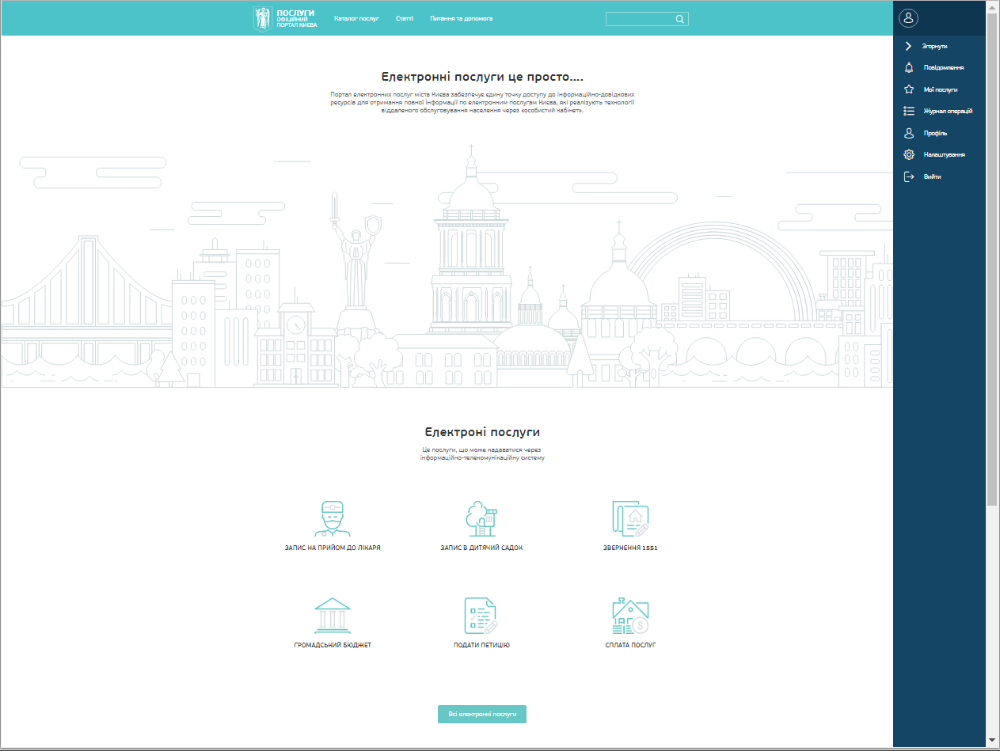 ПОСЛУГИ
ОФІЦІЙНИЙ
ПОРТАЛ КИЄВА
Каталог послуг
Статті
Питання та допомога
Згорнути
Повідомлення
Мої послуги
Журнал операцій
Профіль
Налаштування
Вийти
Електронні послуги це просто....
Портал електронних послуг міста Києва забезпечує єдину точку доступу до інформаційно-довідкових
ресурсів для отримання повної інформації по електронним послугам Києва, які реалізують технології
віддаленого обслуговування населення через «особистий кабінет».
Електроні послуги
Це послуги, що може надаватися через
інформаційно-телекомунікаційну систему
ЗАПИС НА ПРИЙОМ ДО ЛІКАРЯ
ЗАПИС В ДИТЯЧИЙ САДОК
ЗВЕРНЕННЯ 1551
ГРОМАДСЬКИЙ БЮДЖЕТ
ПОДАТИ ПЕТИЦІЮ
СПЛАТА ПОСЛУГ
Всі електронні послуги